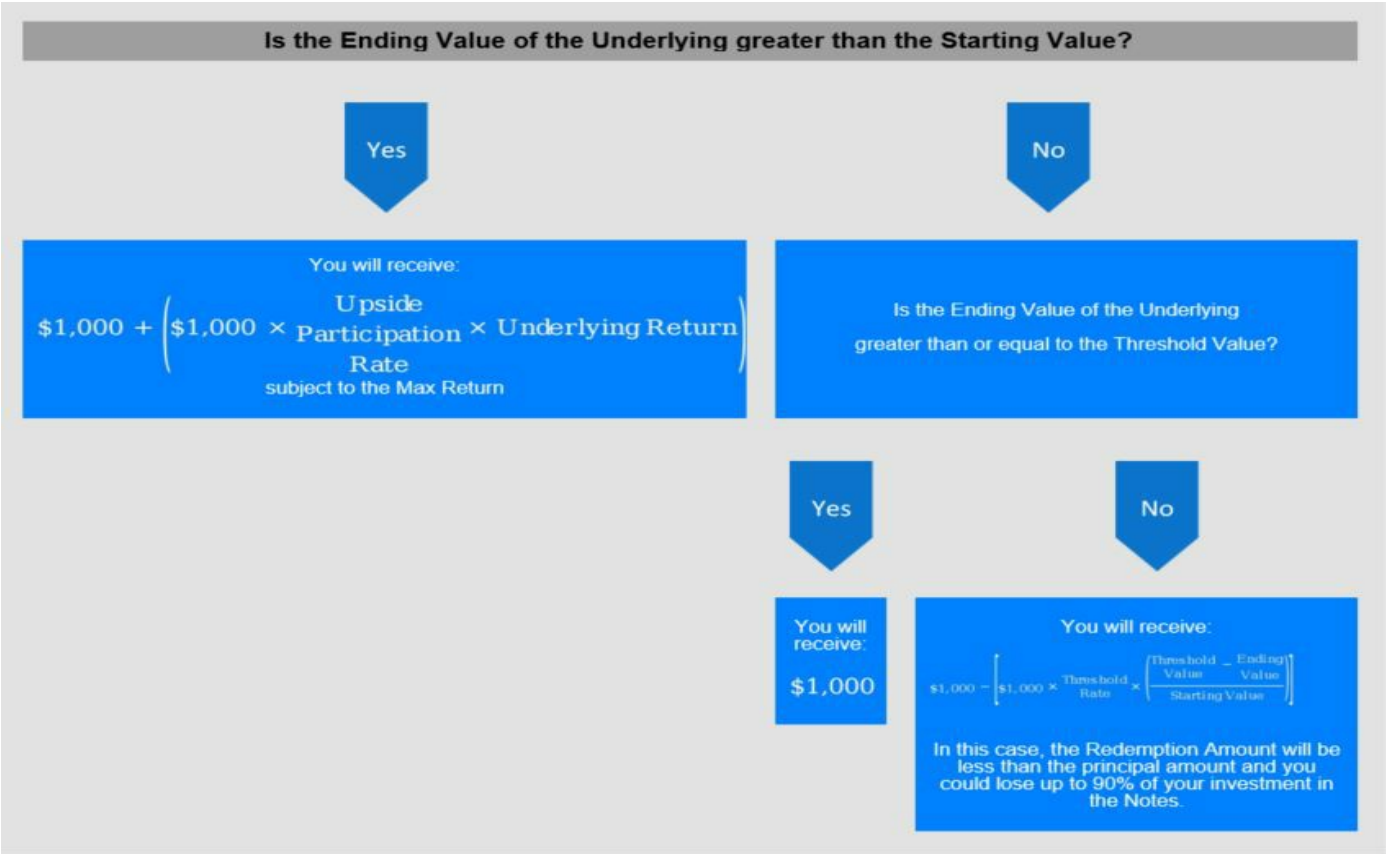 Is the Ending Value of the Underlying greater than the Starting Value?
Yes
No
You will receive:
$1,000 + ($1,000 × Upside Participation Rate × Underlying Return)
subject to the Max Return
Is the Ending Value of the Underlying
greater than or equal to the Threshold Value?
Yes
No
You will
receive:
$1,000
You will receive:
$1,000 − [$1,000 × Threshold Rate × ((Threshold Value − Ending Value) / Starting Value)]
In this case, the Redemption Amount will be
less than the principal amount and you
could lose up to 90% of your investment in
the Notes.